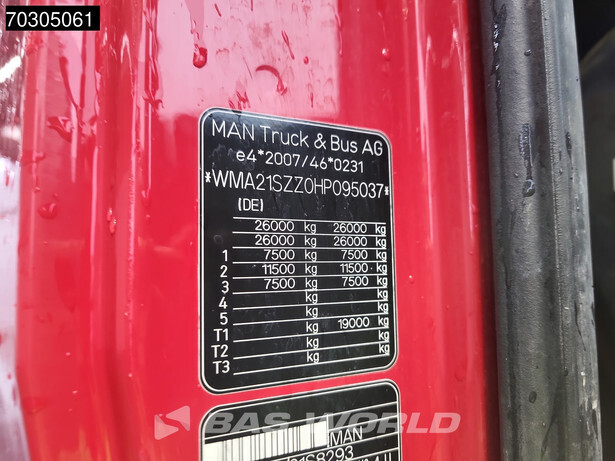 70305061
MAN Truck & Bus AG
e4*2007/46*0231
*WMA21SZZ0HP095037*
(DE)
26000 kg 26000 kg
26000 kg 26000 kg
1 7500 kg 7500 kg
2 11500 kg 11500 kg
3 7500 kg 7500 kg
4 kg kg
5 kg kg
T1 kg 19000 kg
T2 kg kg
T3 kg kg
BAS WORLD
MAN